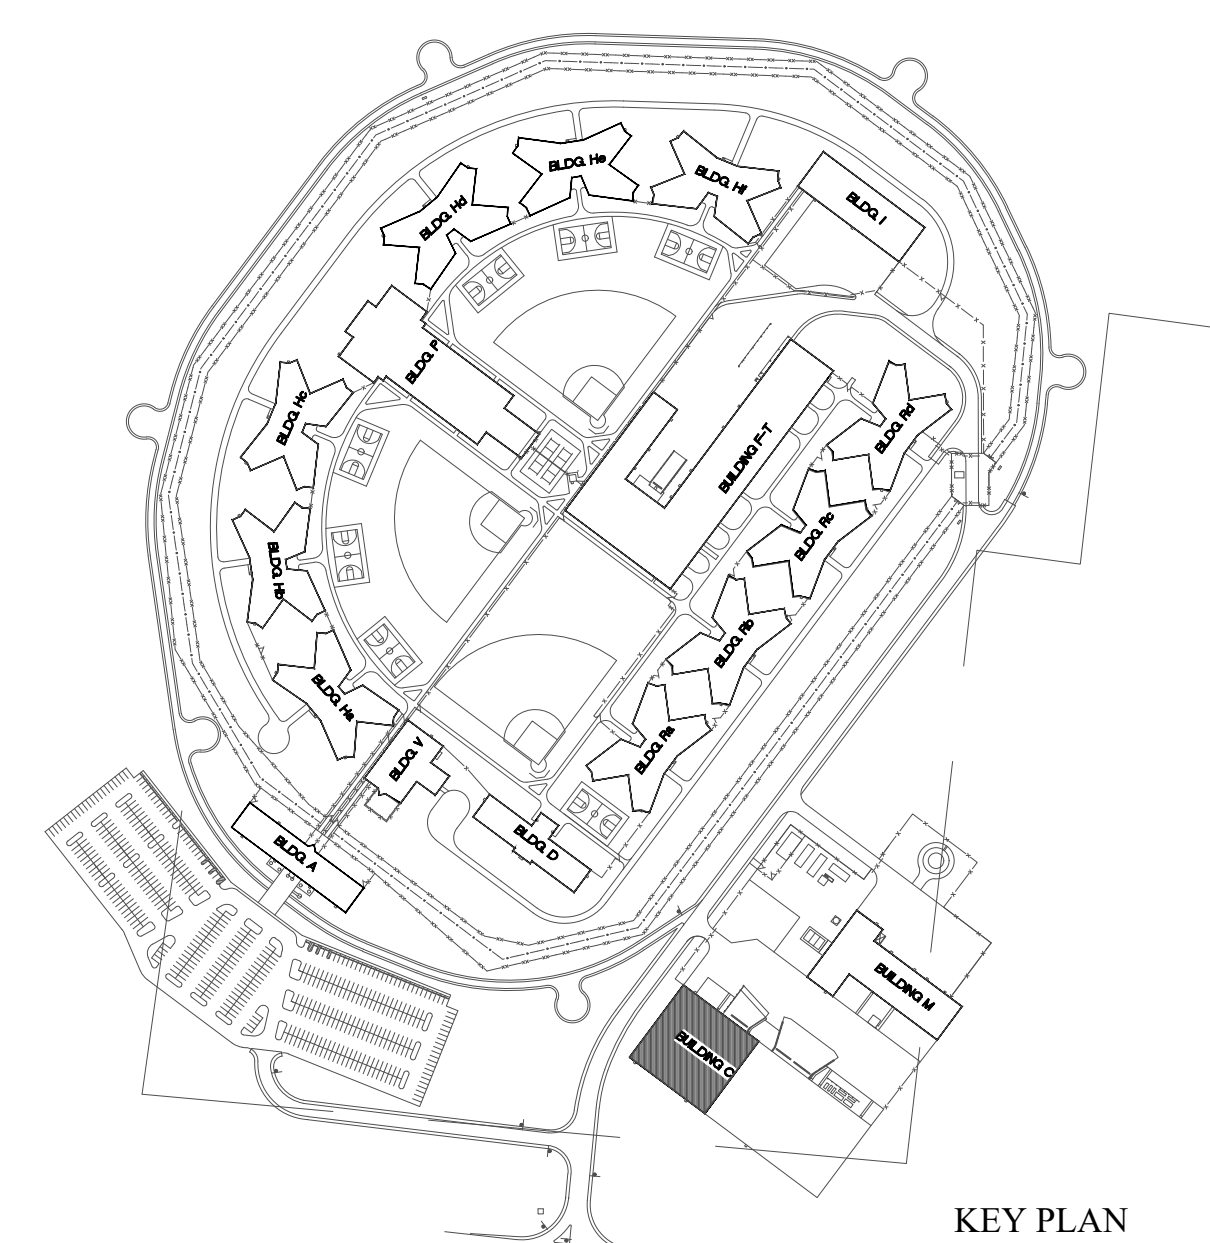 BLDG. He
BLDG. Hf
BLDG. Hd
BLDG. I
BLDG. P
BLDG. Hc
BLDG. Rd
BUILDING F-T
BLDG. Rc
BLDG. Hb
BLDG. Rb
BLDG. Ha
BLDG. Ra
BLDG. V
BLDG. D
BLDG. A
BUILDING M
BUILDING C
KEY PLAN